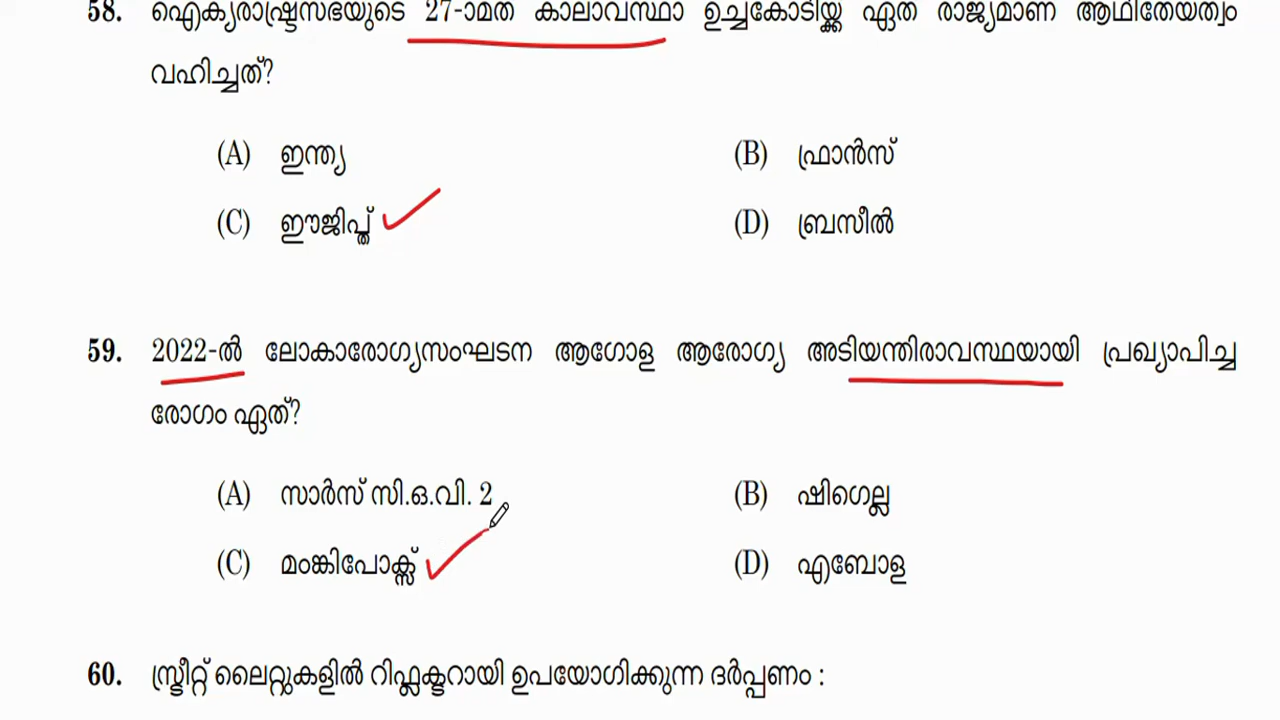 58. ഐക്യരാഷ്ട്രസഭയുടെ 27-ാമത് കാലാവസ്ഥാ ഉച്ചകോടിയ്ക്ക് ഏത് രാജ്യമാണ് ആഥിതേയത്വം
വഹിച്ചത്?
(A) ഇന്ത്യ (B) ഫ്രാൻസ്
(C) ഈജിപ്ത് (D) ബ്രസീൽ
59. 2022-ൽ ലോകാരോഗ്യസംഘടന ആഗോള ആരോഗ്യ അടിയന്തിരാവസ്ഥയായി പ്രഖ്യാപിച്ച
രോഗം ഏത്?
(A) സാർസ് സി.ഒ.വി. 2 (B) ഷിഗെല്ല
(C) മങ്കിപോക്സ് (D) എബോള
60. സ്ട്രീറ്റ് ലൈറ്റുകളിൽ റിഫ്ലക്ടറായി ഉപയോഗിക്കുന്ന ദർപ്പണം :